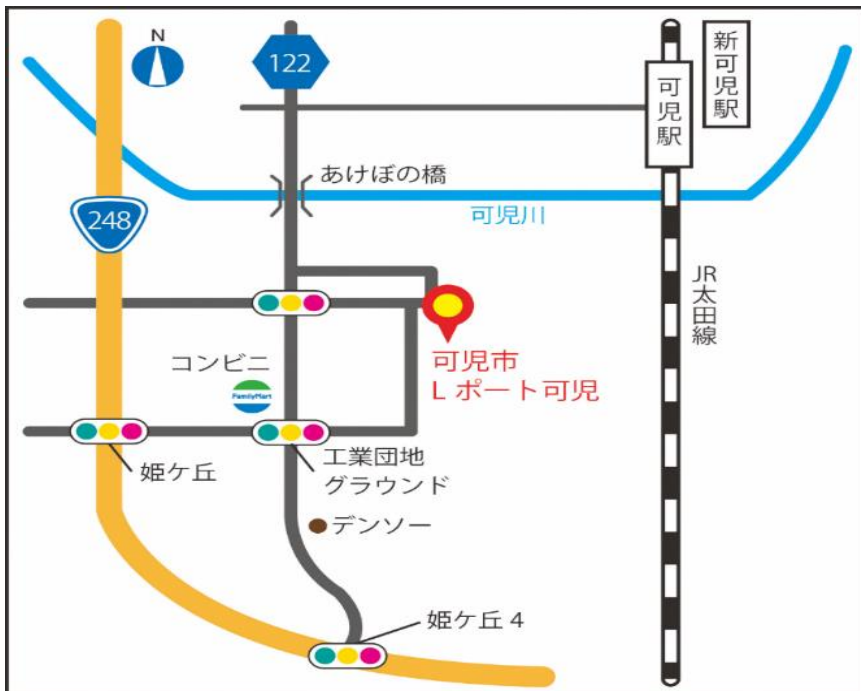 N
122
新可児駅
可児駅
あけぼの橋
可児川
248
JR太田線
コンビニ
FamilyMart
可児市
Lポート可児
姫ケ丘
工業団地
グラウンド
デンソー
姫ケ丘4